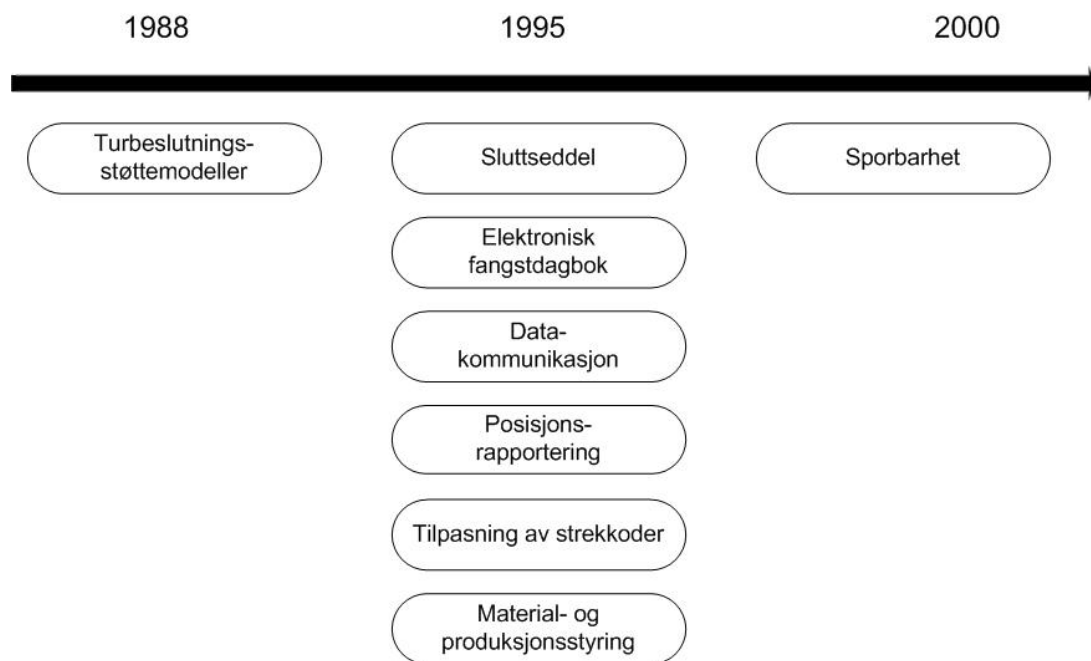 1988
1995
2000
Turbeslutnings-
støttemodeller
Sluttseddel
Sporbarhet
Elektronisk
fangstdagbok
Data-
kommunikasjon
Posisjons-
rapportering
Tilpasning av strekkoder
Material- og
produksjonsstyring